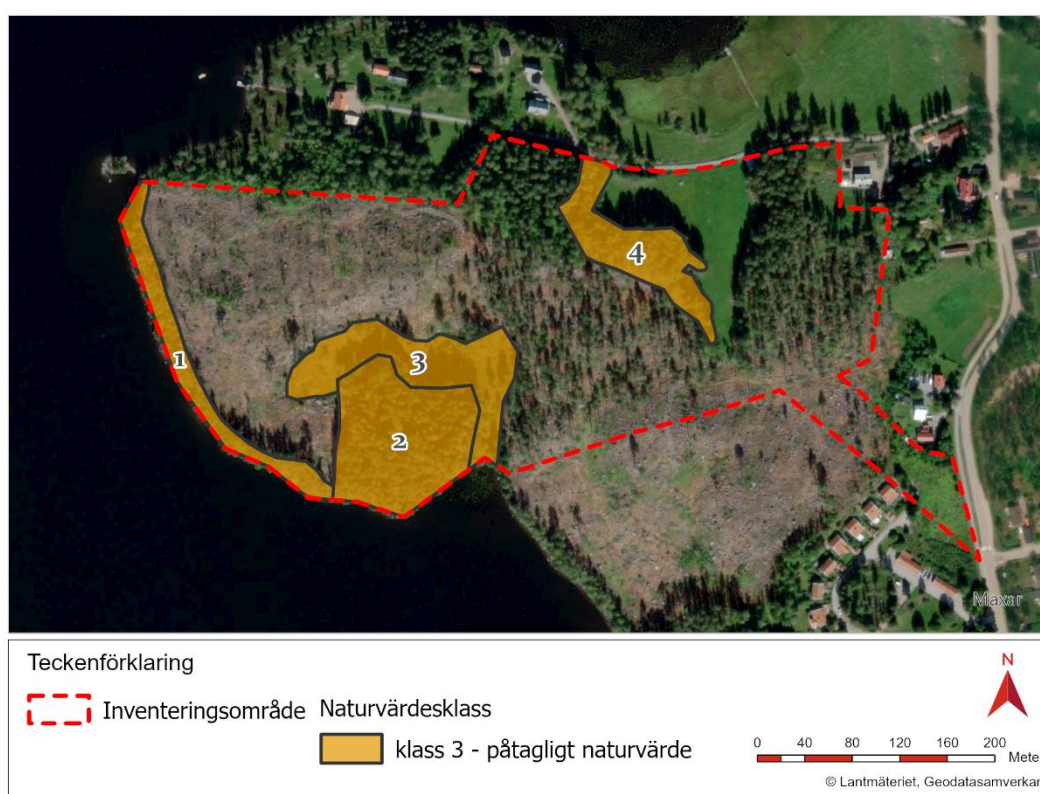 1
2
3
4
Maxar
Teckenförklaring
Inventeringsområde
Naturvärdesklass
klass 3 - påtagligt naturvärde
N
0 40 80 120 160 200
Mete
© Lantmäteriet, Geodatasamverkan